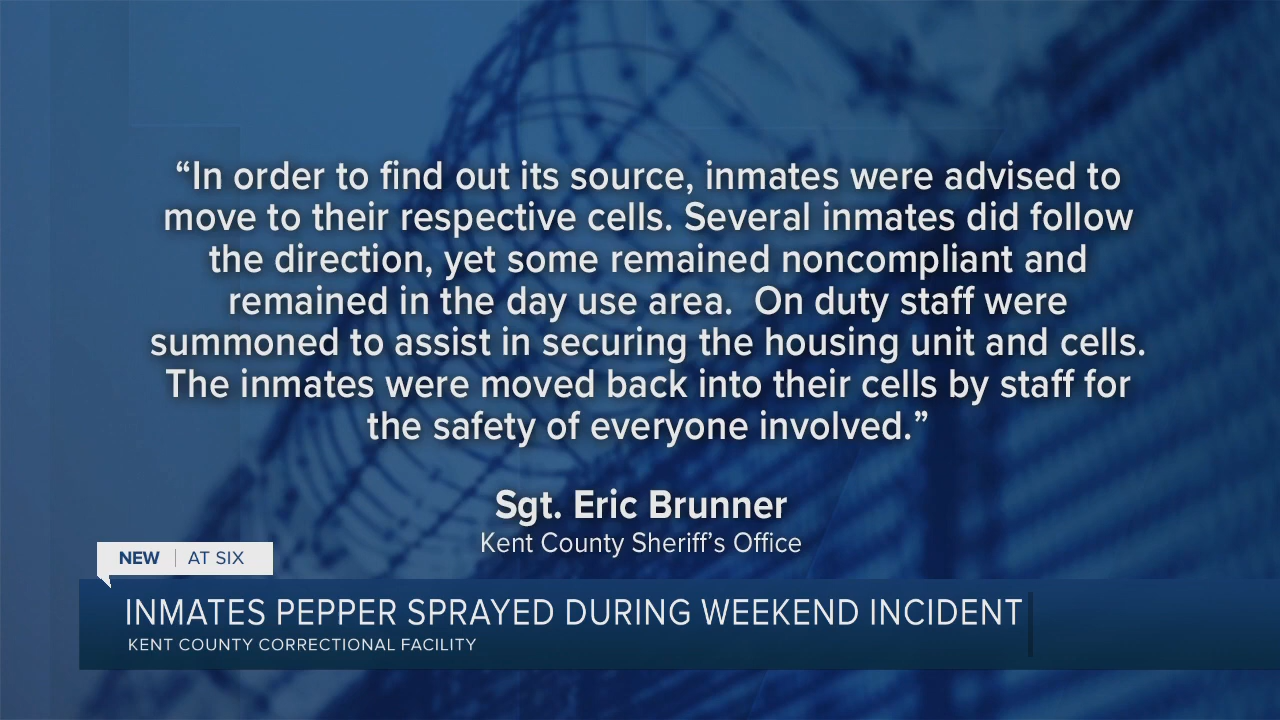 “In order to find out its source, inmates were advised to
move to their respective cells. Several inmates did follow
the direction, yet some remained noncompliant and
remained in the day use area.  On duty staff were
summoned to assist in securing the housing unit and cells.
The inmates were moved back into their cells by staff for
the safety of everyone involved.”
Sgt. Eric Brunner
Kent County Sheriff’s Office
NEW | AT SIX
INMATES PEPPER SPRAYED DURING WEEKEND INCIDENT
KENT COUNTY CORRECTIONAL FACILITY